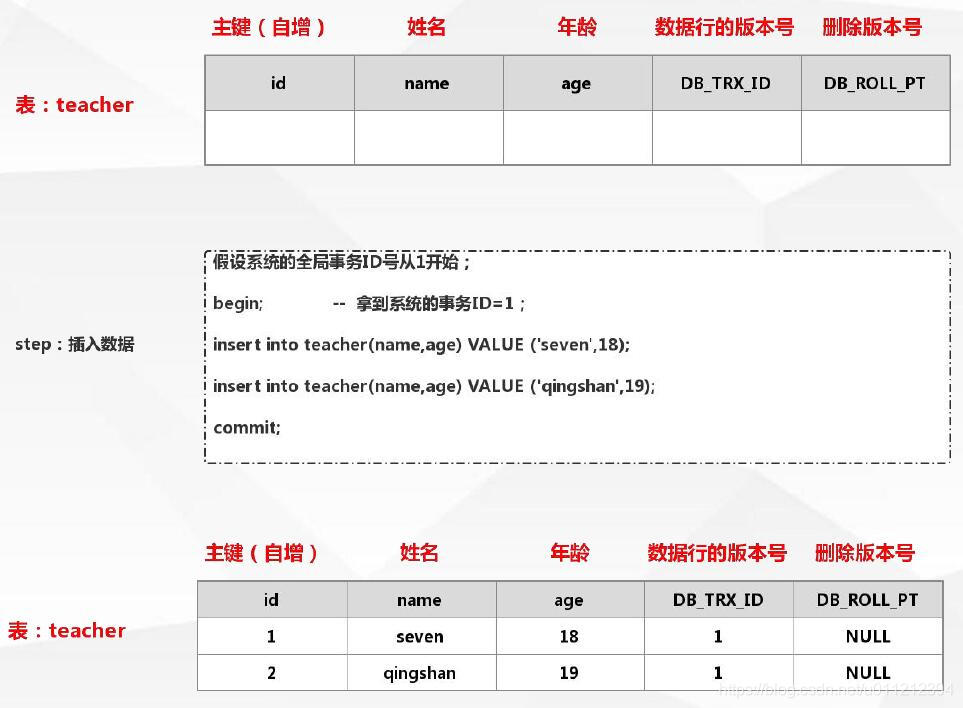 主键（自增） 姓名 年龄 数据行的版本号 删除版本号
id name age DB_TRX_ID DB_ROLL_PT
表：teacher
假设系统的全局事务ID号从1开始；
begin; -- 拿到系统的事务ID=1；
step：插入数据
insert into teacher(name,age) VALUE ('seven',18);
insert into teacher(name,age) VALUE ('qingshan',19);
commit;
主键（自增） 姓名 年龄 数据行的版本号 删除版本号
id name age DB_TRX_ID DB_ROLL_PT
表：teacher
1 seven 18 1 NULL
2 qingshan 19 1 NULL